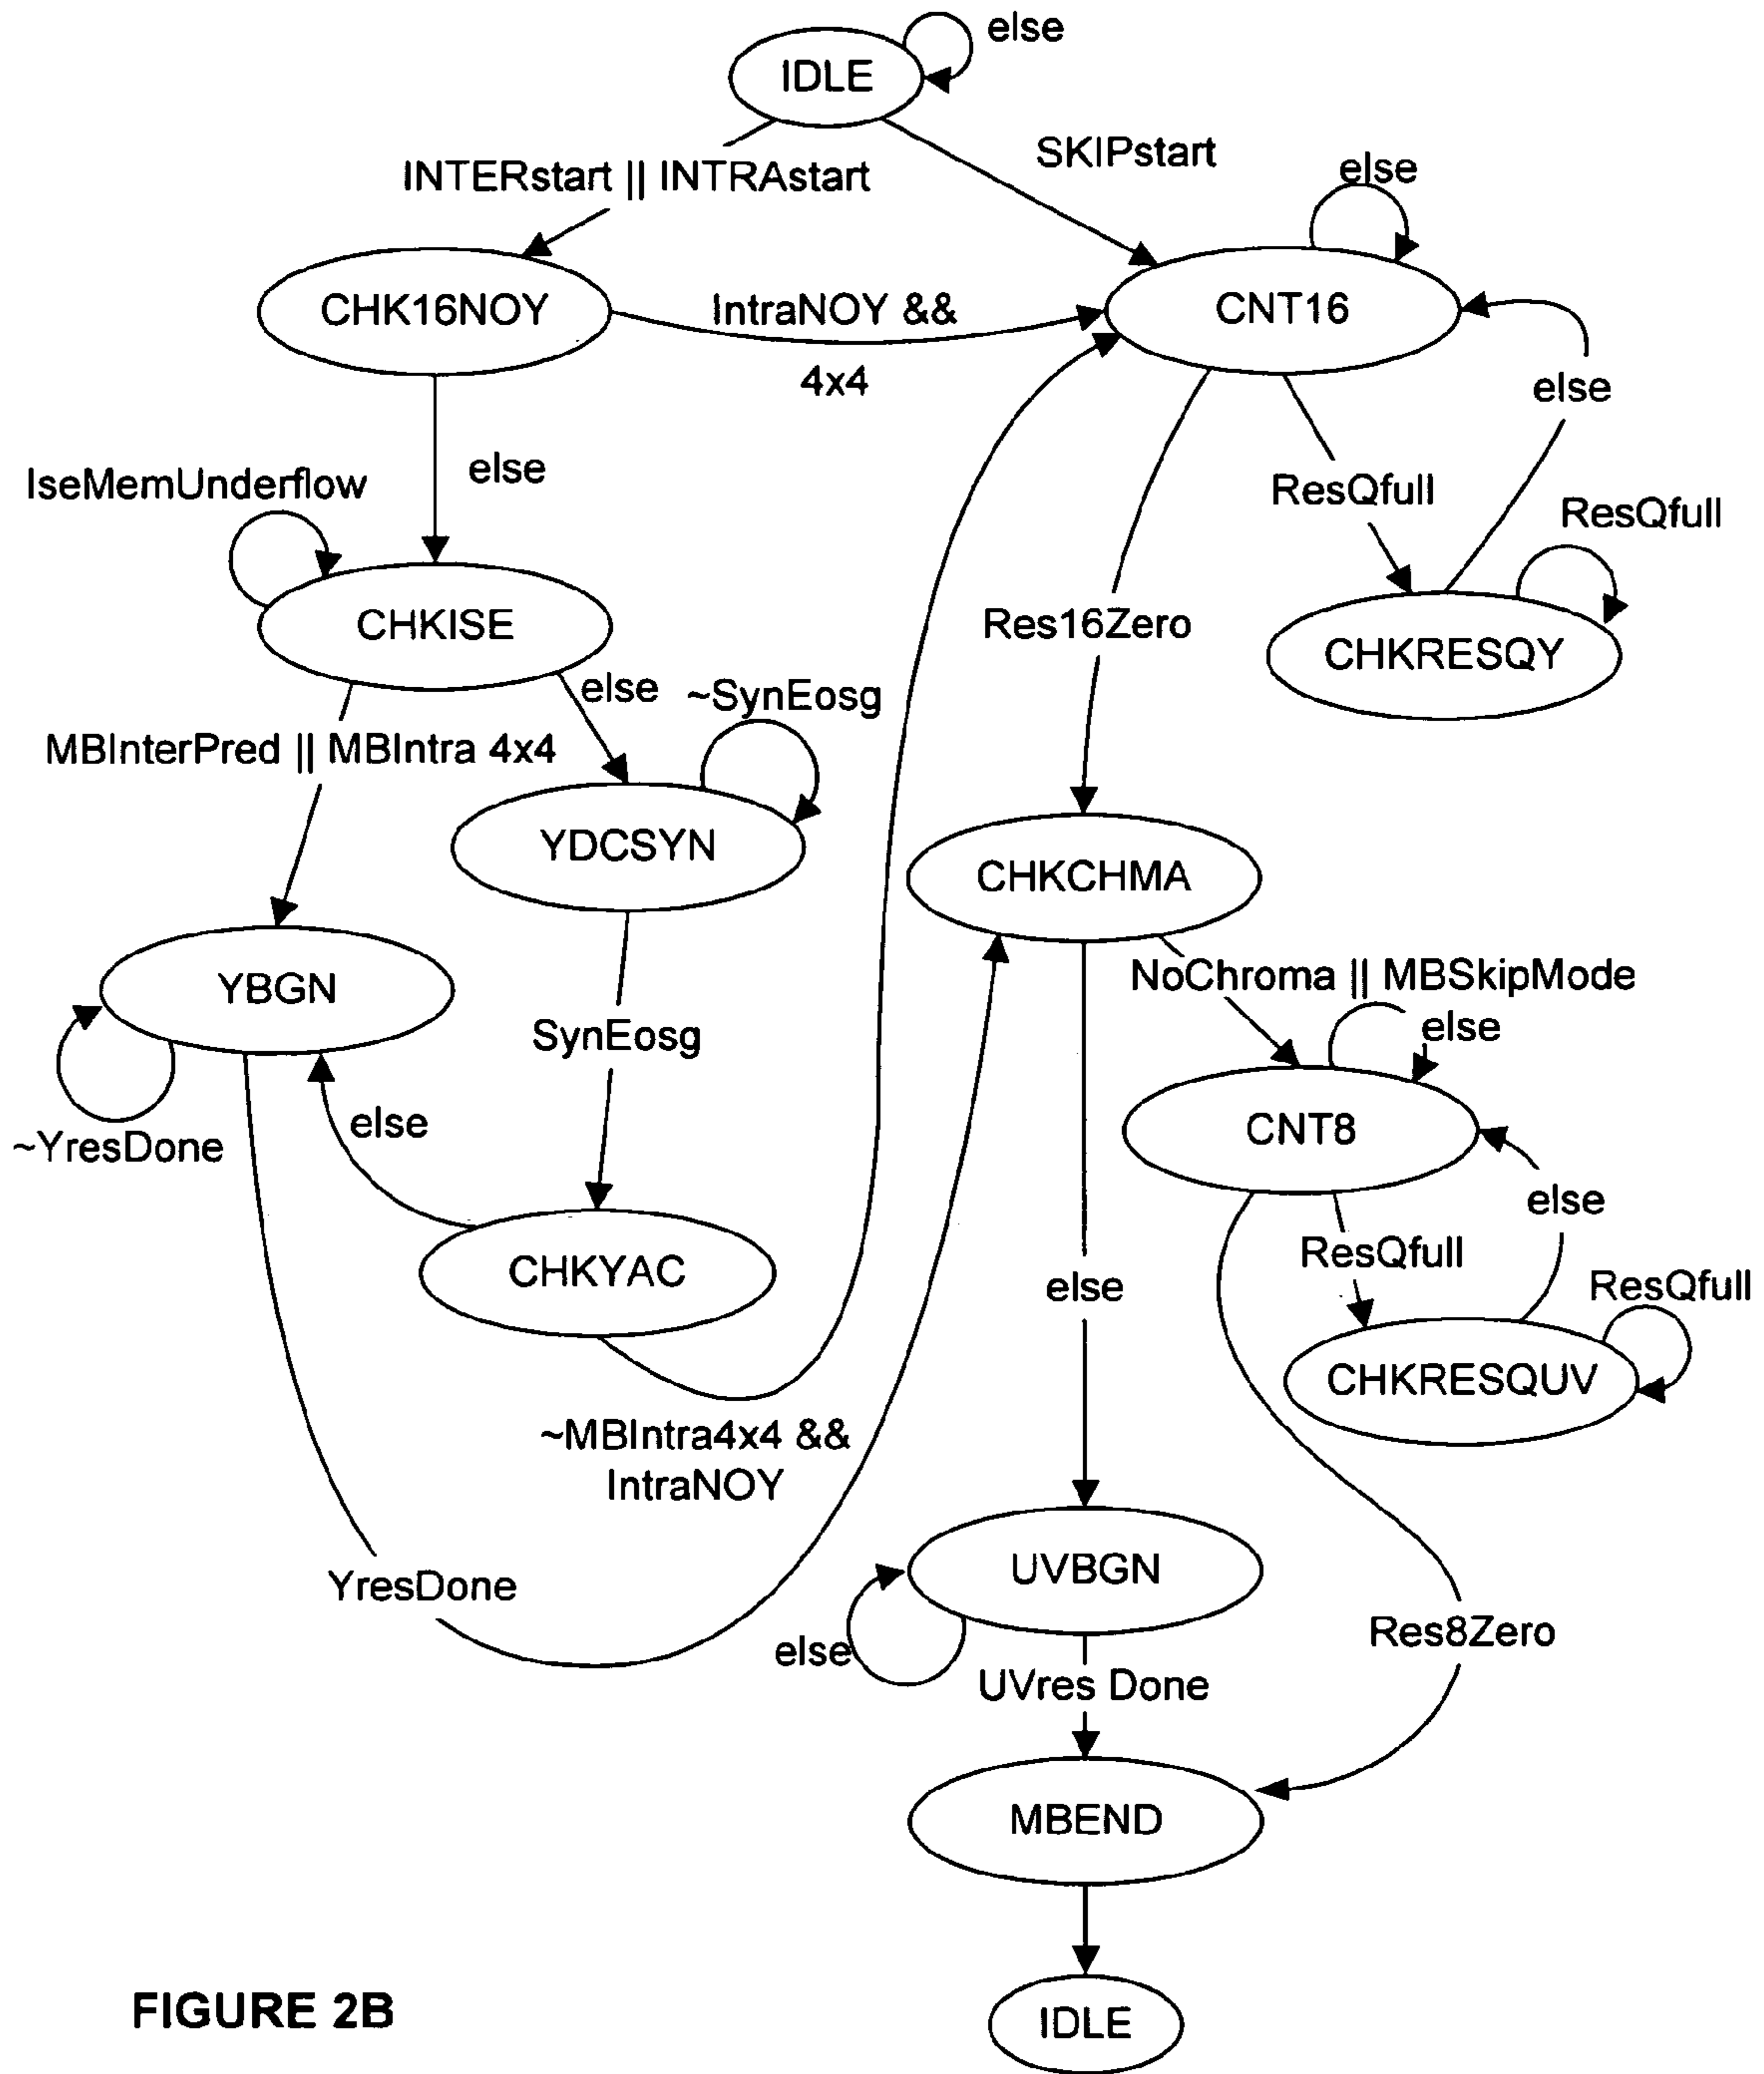 IDLE
else
INTERstart || INTRAstart
SKIPstart
else
CHK16NOY
IntraNOY &&
4x4
CNT16
else
else
IseMemUnderflow
ResQfull
ResQfull
CHKISE
Res16Zero
CHKRESQY
else
~SynEosg
MBInterPred || MBIntra 4x4
YDCSYN
CHKCHMA
YBGN
NoChroma || MBSkipMode
else
SynEosg
~YresDone
else
CNT8
else
CHKYAC
else
ResQfull
ResQfull
CHKRESQUV
~MBIntra4x4 &&
IntraNOY
YresDone
UVBGN
else
Res8Zero
UVres Done
MBEND
FIGURE 2B
IDLE